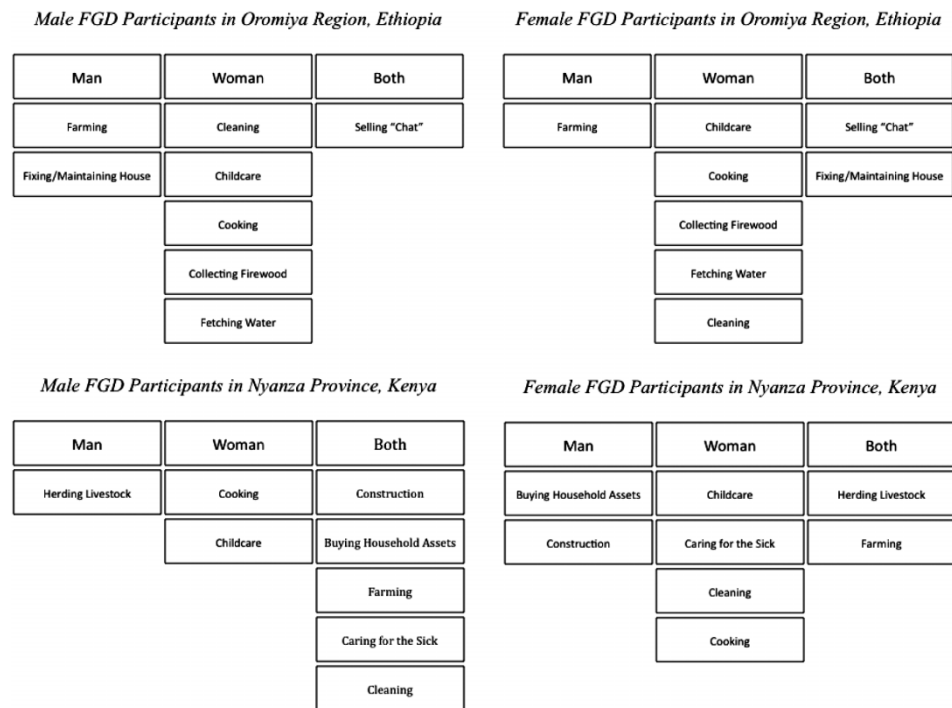 Male FGD Participants in Oromiya Region, Ethiopia
Man Woman Both
Farming Cleaning Selling “Chat”
Fixing/Maintaining House Childcare
Cooking
Collecting Firewood
Fetching Water
Female FGD Participants in Oromiya Region, Ethiopia
Man Woman Both
Farming Childcare Selling “Chat”
Cooking Fixing/Maintaining House
Collecting Firewood
Fetching Water
Cleaning
Male FGD Participants in Nyanza Province, Kenya
Man Woman Both
Herding Livestock Cooking Construction
Childcare Buying Household Assets
Farming
Caring for the Sick
Cleaning
Female FGD Participants in Nyanza Province, Kenya
Man Woman Both
Buying Household Assets Childcare Herding Livestock
Construction Caring for the Sick Farming
Cleaning
Cooking